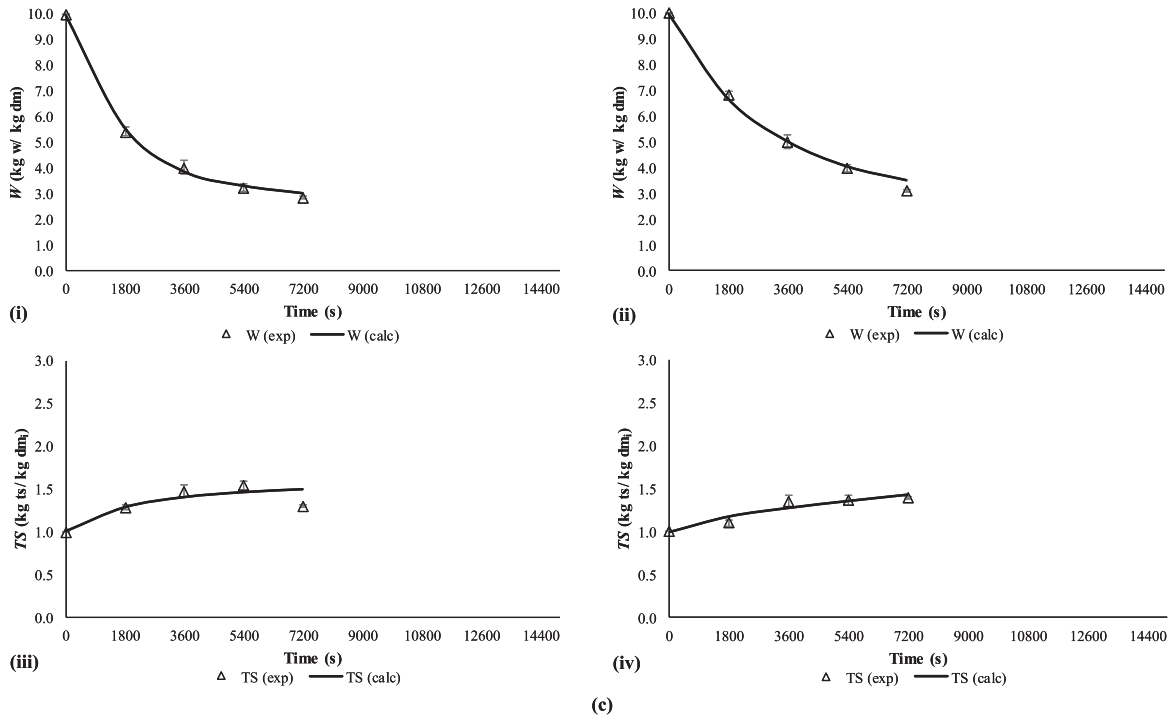 10.0
9.0
8.0
7.0
6.0
5.0
4.0
3.0
2.0
1.0
0.0
W (kg w/ kg dm)
0 1800 3600 5400 7200 9000 10800 12600 14400
Time (s)
(i)
W (exp) W (calc)
10.0
9.0
8.0
7.0
6.0
5.0
4.0
3.0
2.0
1.0
0.0
W (kg w/ kg dm)
0 1800 3600 5400 7200 9000 10800 12600 14400
Time (s)
(ii)
W (exp) W (calc)
3.0
2.5
2.0
1.5
1.0
0.5
0.0
TS (kg ts/ kg dmi)
0 1800 3600 5400 7200 9000 10800 12600 14400
Time (s)
(iii)
TS (exp) TS (calc)
3.0
2.5
2.0
1.5
1.0
0.5
0.0
TS (kg ts/ kg dmi)
0 1800 3600 5400 7200 9000 10800 12600 14400
Time (s)
(iv)
TS (exp) TS (calc)
(c)